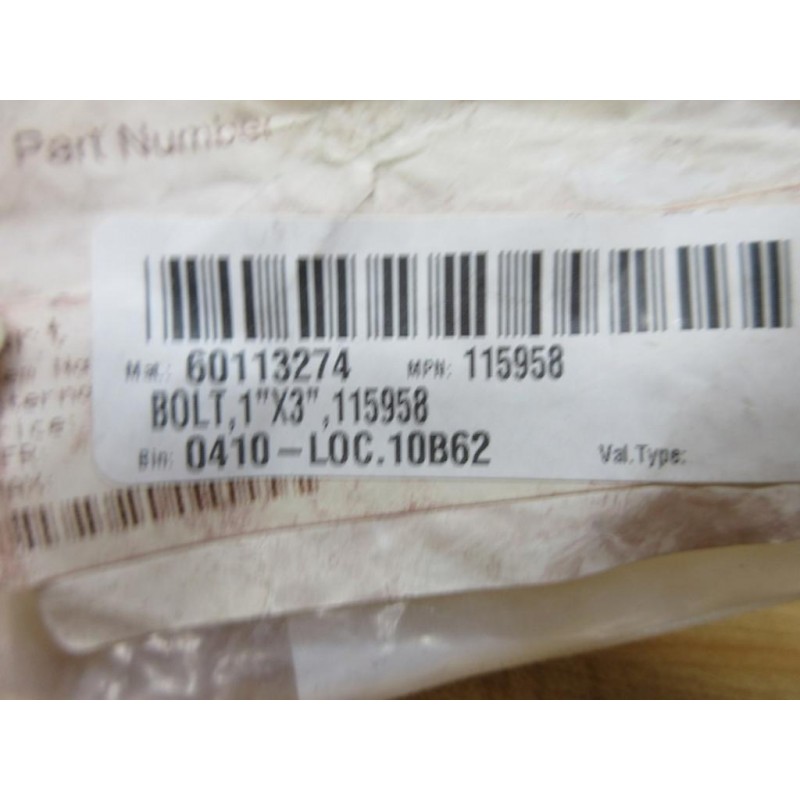 Part Number
Mat.: 60113274 MPN: 115958
BOLT,1"X3",115958
Bin: 0410-LOC.10B62 Val.Type: